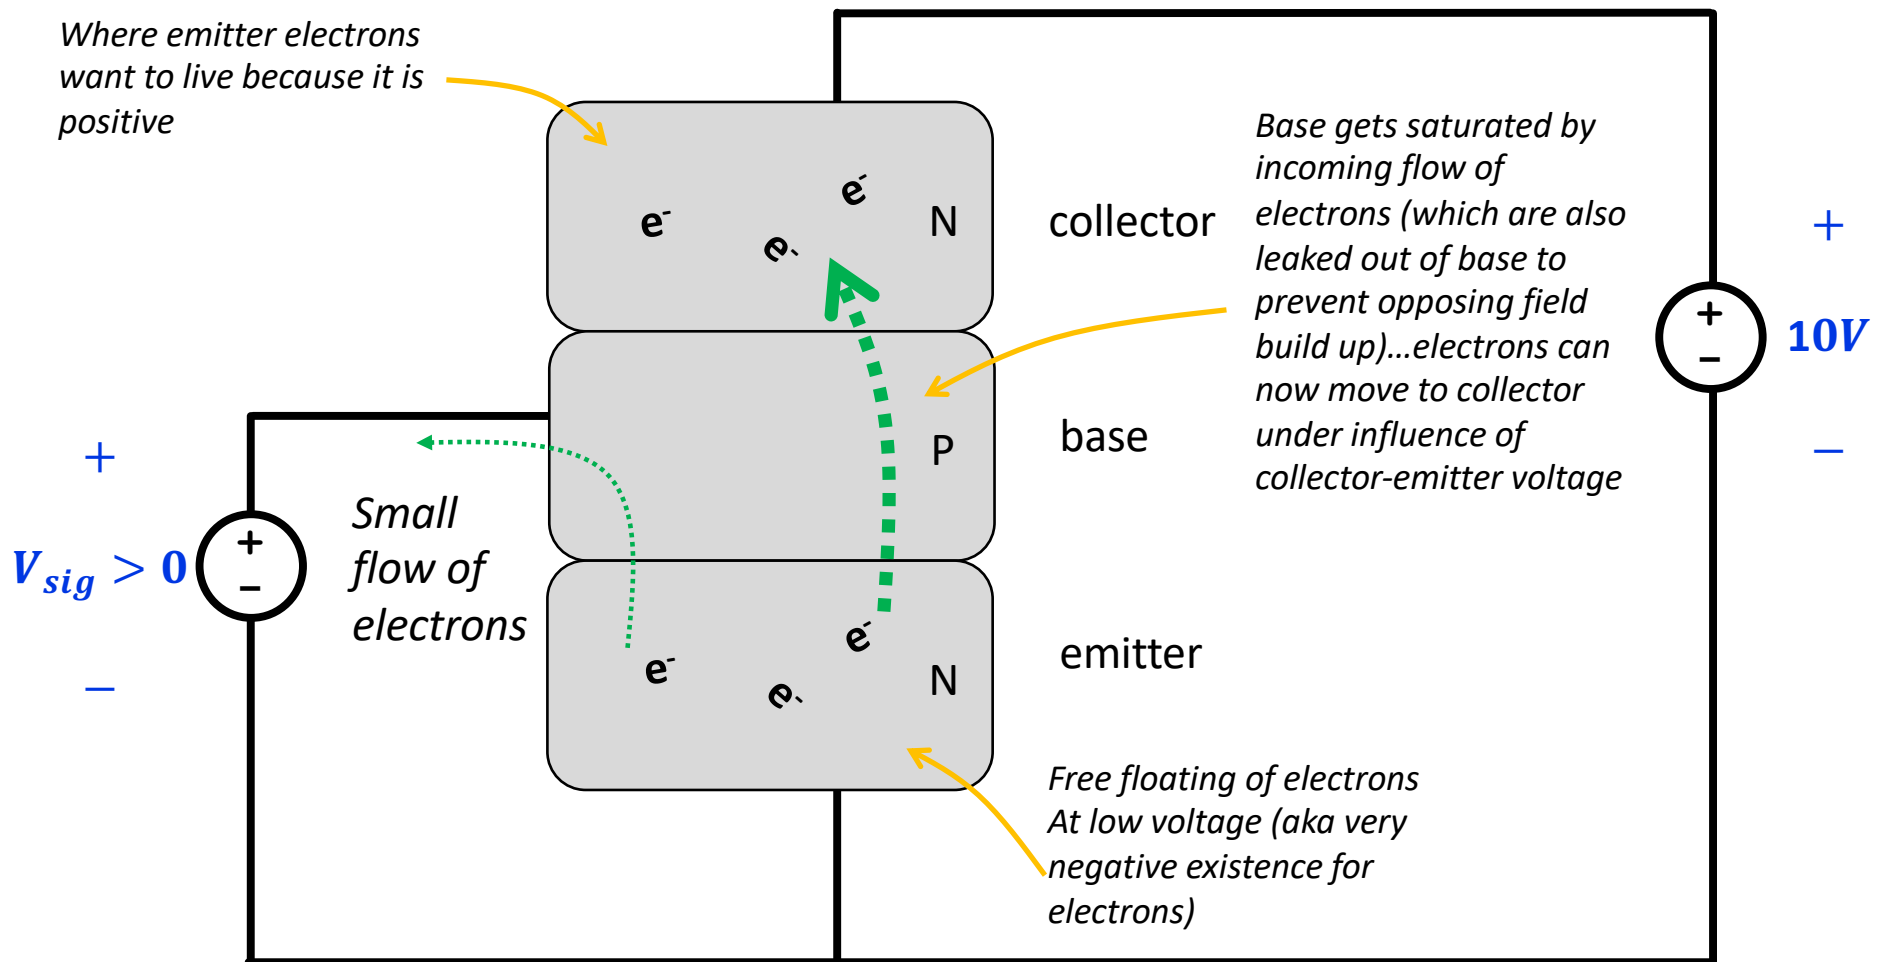 Where emitter electrons
want to live because it is
positive
Base gets saturated by
incoming flow of
electrons (which are also
leaked out of base to
prevent opposing field
build up)…electrons can
now move to collector
under influence of
collector-emitter voltage
e-
e-
e-
N
collector
+
+
−
10V
−
P
base
+
+
−
V_sig > 0
−
Small
flow of
electrons
e-
e-
e-
N
emitter
Free floating of electrons
At low voltage (aka very
negative existence for
electrons)